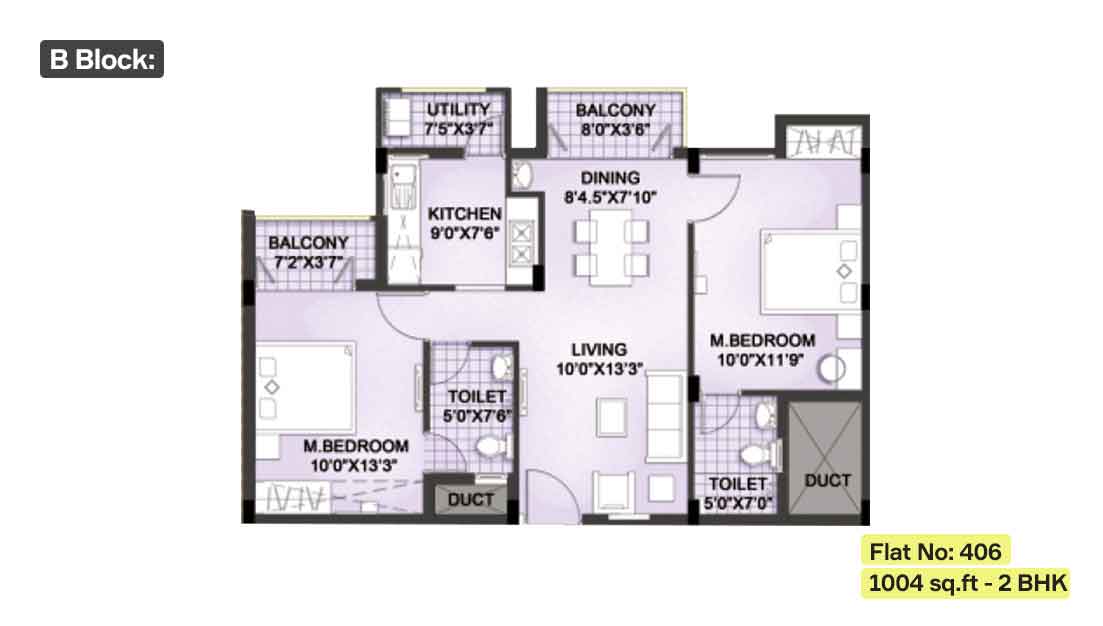 B Block:
UTILITY
7'5"X3'7"
BALCONY
8'0"X3'6"
DINING
8'4.5"X7'10"
KITCHEN
9'0"X7'6"
BALCONY
7'2"X3'7"
LIVING
10'0"X13'3"
M.BEDROOM
10'0"X11'9"
TOILET
5'0"X7'6"
M.BEDROOM
10'0"X13'3"
DUCT
TOILET
5'0"X7'0"
DUCT
Flat No: 406
1004 sq.ft - 2 BHK